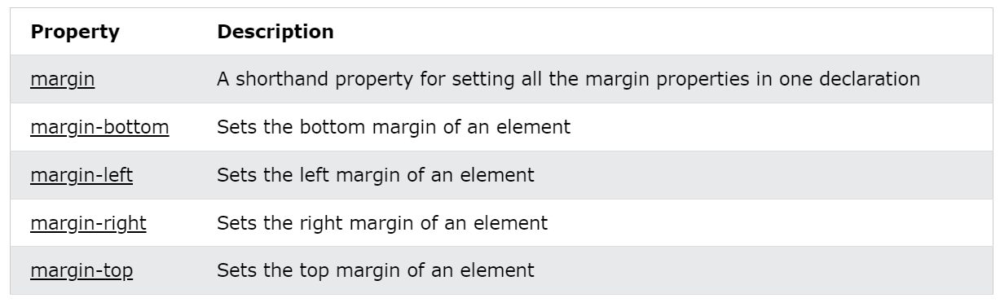 Property Description
margin A shorthand property for setting all the margin properties in one declaration
margin-bottom Sets the bottom margin of an element
margin-left Sets the left margin of an element
margin-right Sets the right margin of an element
margin-top Sets the top margin of an element